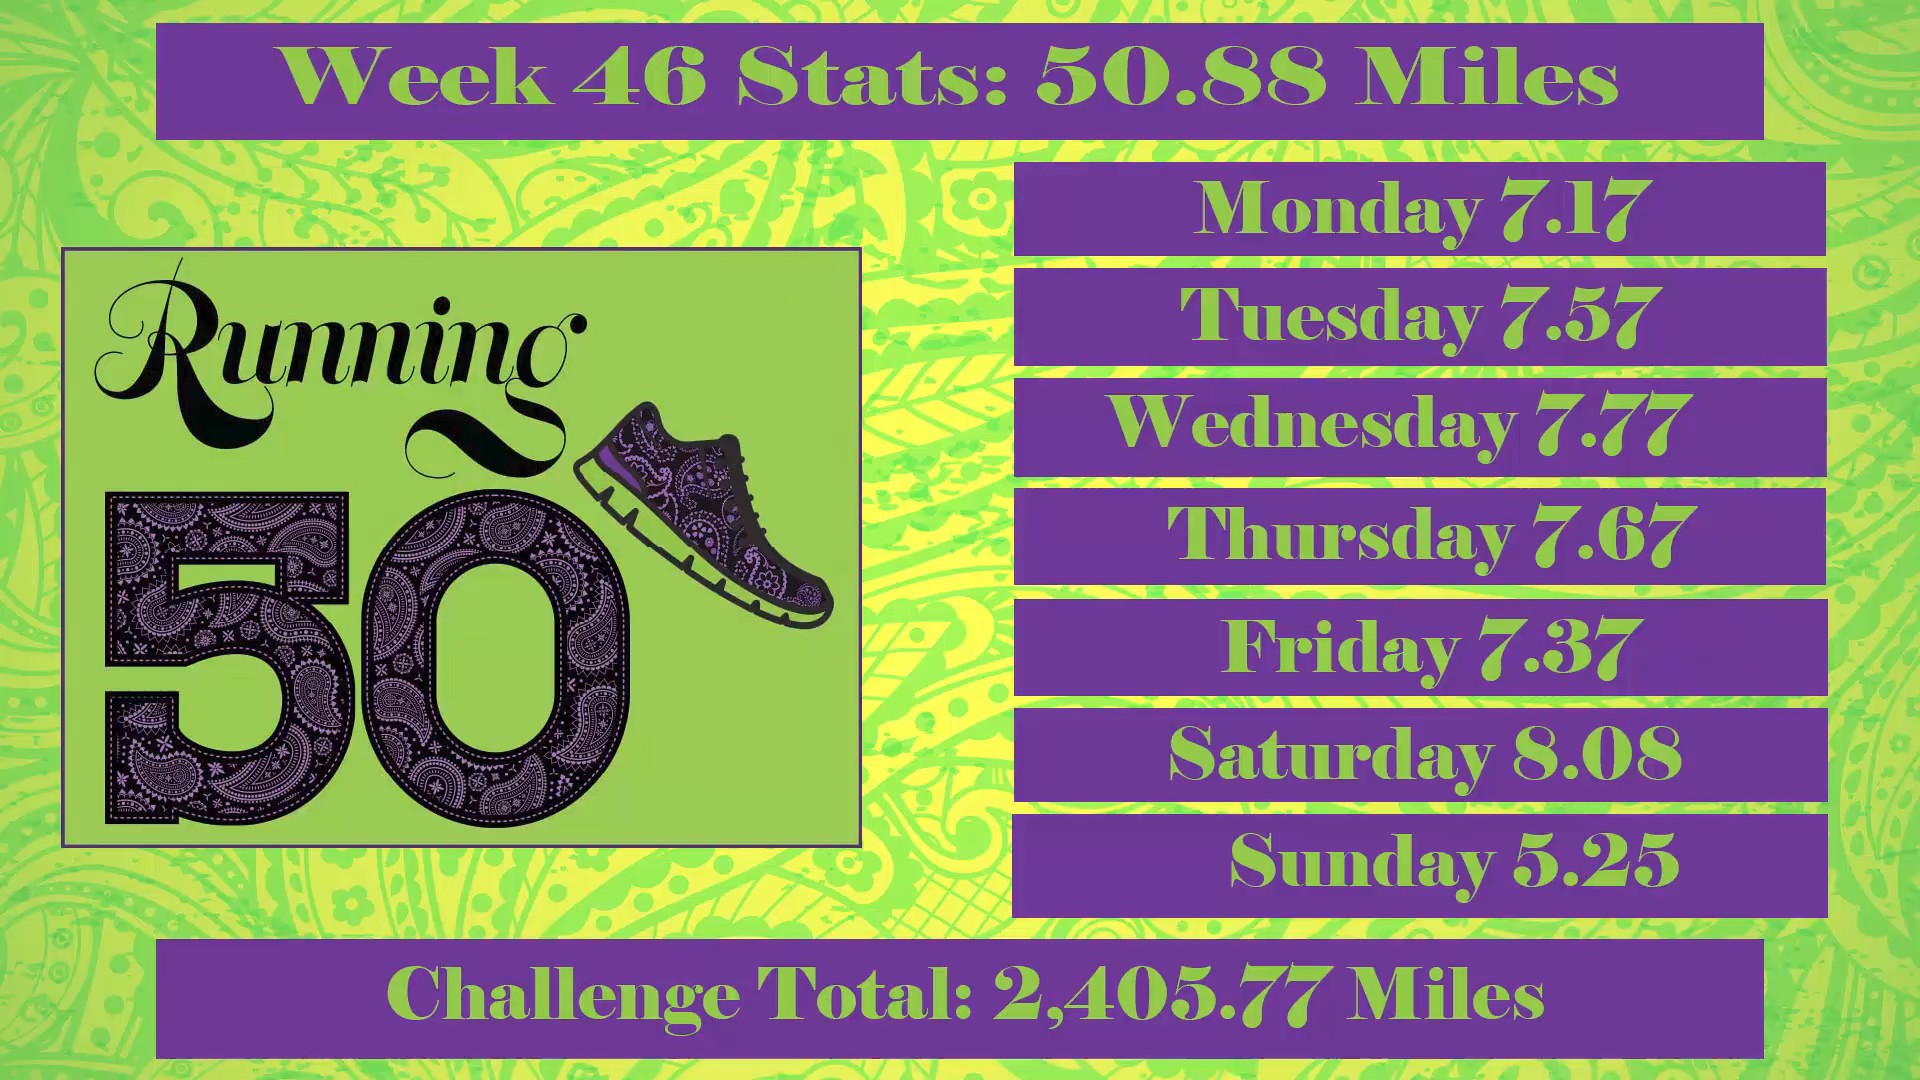 Week 46 Stats: 50.88 Miles
Running
50
Monday 7.17
Tuesday 7.57
Wednesday 7.77
Thursday 7.67
Friday 7.37
Saturday 8.08
Sunday 5.25
Challenge Total: 2,405.77 Miles